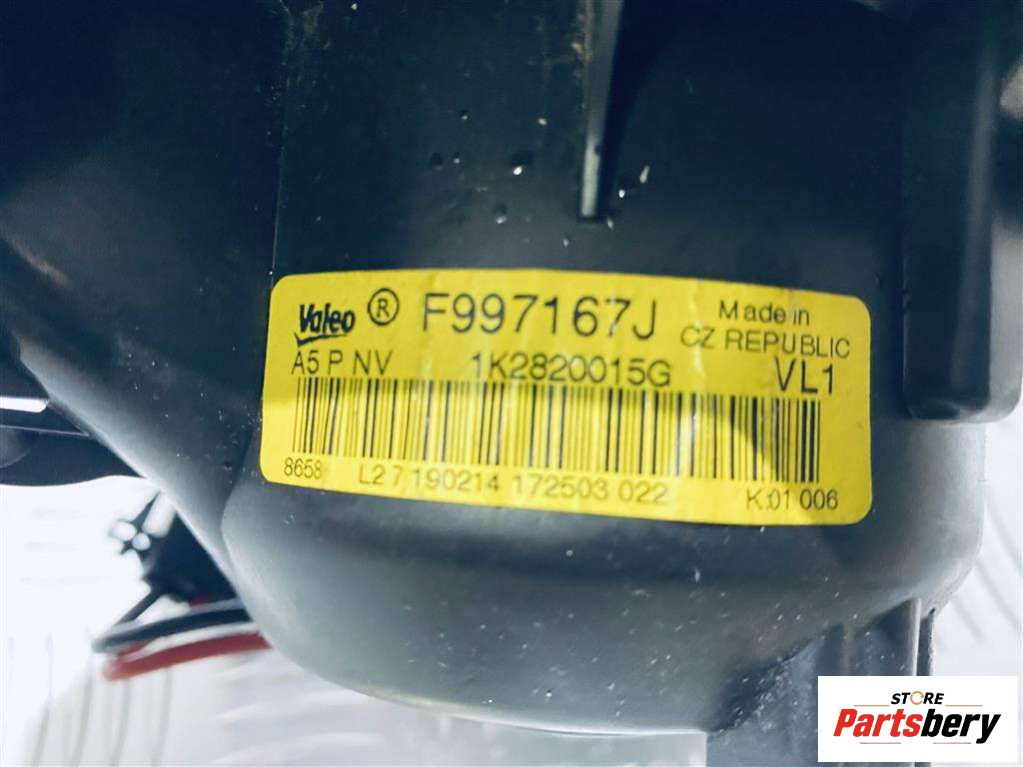 Valeo ® F997167J Made in
CZ REPUBLIC
A5 P NV 1K2820015G VL1
8658 L2 7 190214 172503 022 K:01 006
STORE
Partsbery